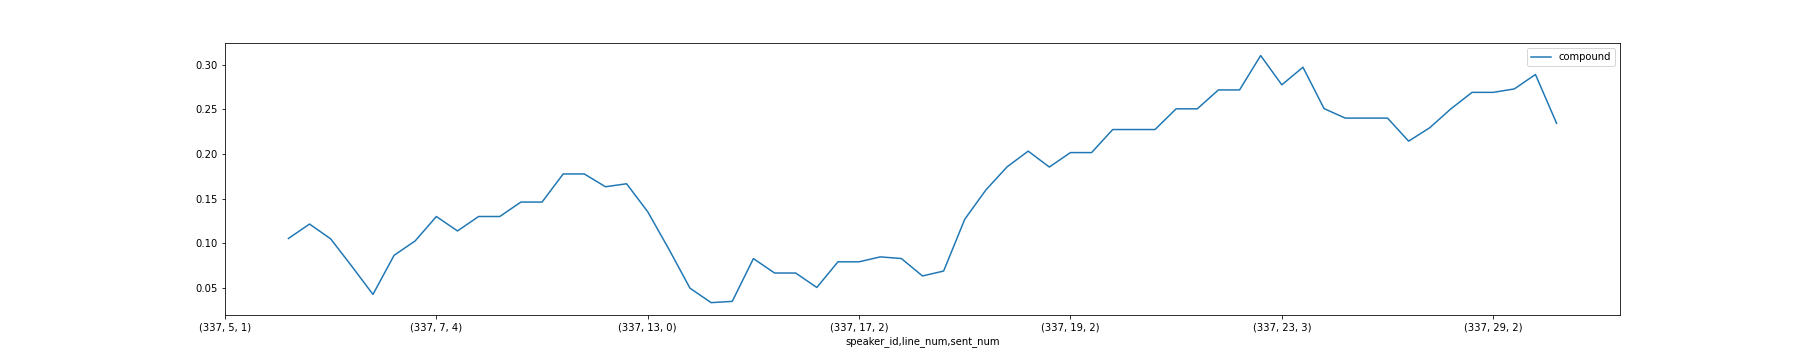 compound
0.30
0.25
0.20
0.15
0.10
0.05
(337, 5, 1) (337, 7, 4) (337, 13, 0) (337, 17, 2) (337, 19, 2) (337, 23, 3) (337, 29, 2)
speaker_id,line_num,sent_num